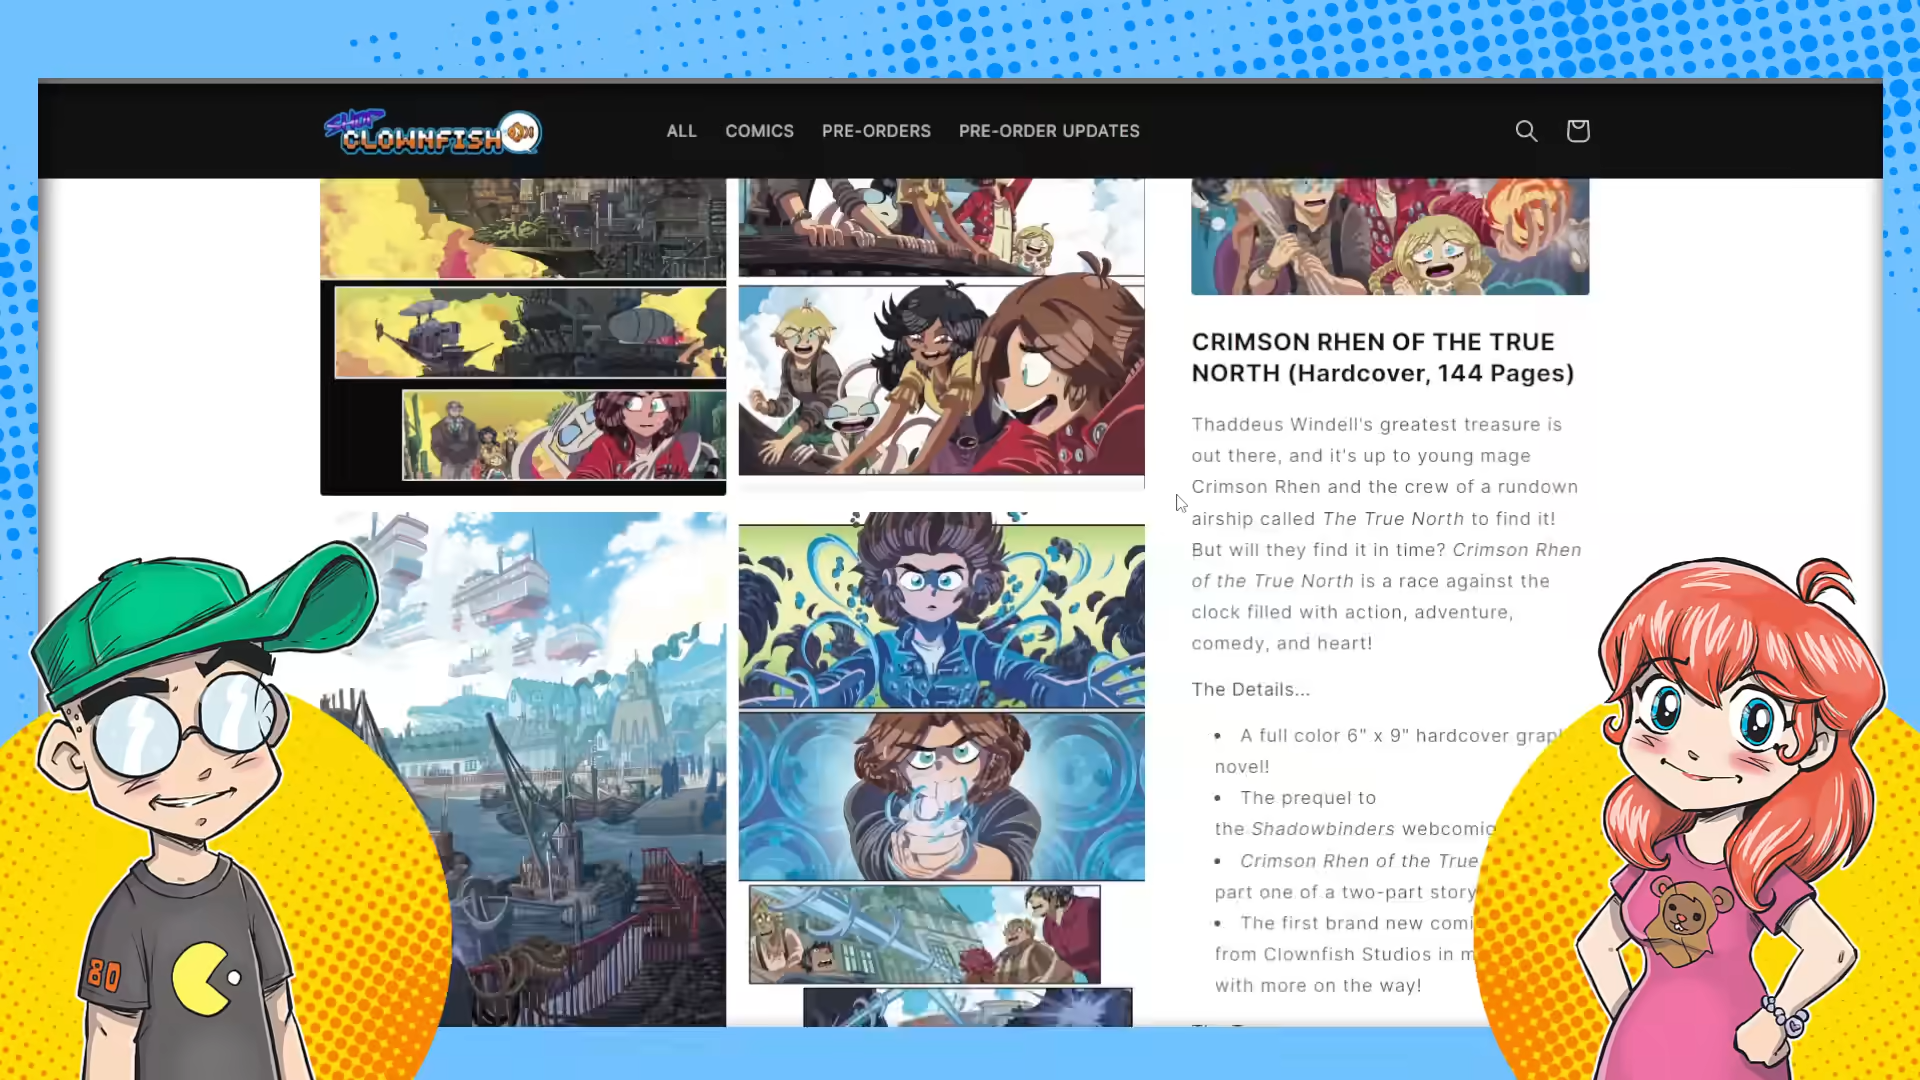 SHOP
CLOWNFISH
ALL
COMICS
PRE-ORDERS
PRE-ORDER UPDATES
CRIMSON RHEN OF THE TRUE
NORTH (Hardcover, 144 Pages)
Thaddeus Windell's greatest treasure is
out there, and it's up to young mage
Crimson Rhen and the crew of a rundown
airship called The True North to find it!
But will they find it in time? Crimson Rhen
of the True North is a race against the
clock filled with action, adventure,
comedy, and heart!
The Details...
• A full color 6" x 9" hardcover
novel!
• The prequel to
the Shadowbinders
• Crimson Rhen of the True
part one of a two-part story
• The first brand new
from Clownfish Studios in
with more on the way!
80